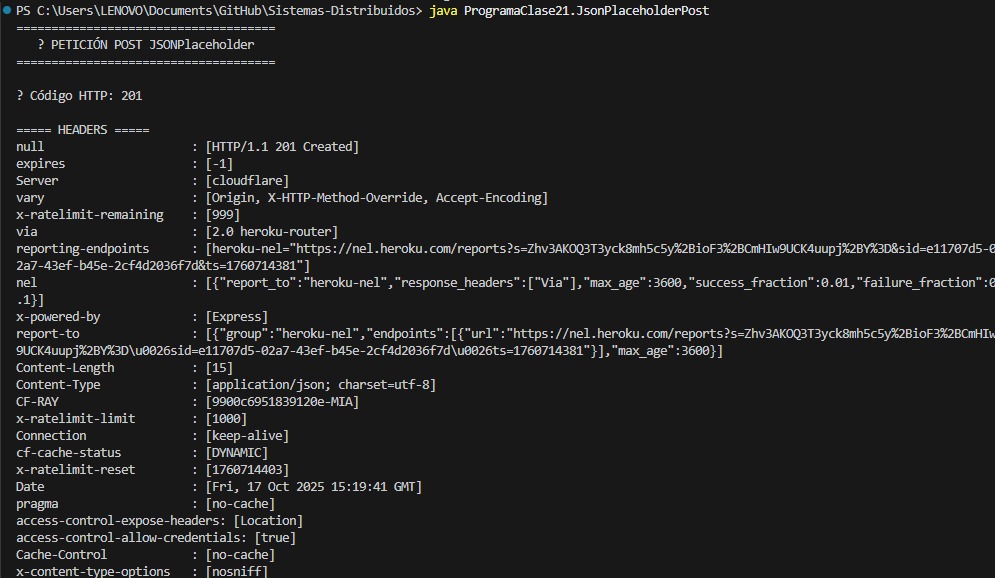 PS C:\Users\LENOVO\Documents\GitHub\Sistemas-Distribuidos> java ProgramaClase21.JsonPlaceholderPost
===================================
   ? PETICIÓN POST JSONPlaceholder
===================================

? Código HTTP: 201

===== HEADERS =====
null                      : [HTTP/1.1 201 Created]
expires                   : [-1]
Server                    : [cloudflare]
vary                      : [Origin, X-HTTP-Method-Override, Accept-Encoding]
x-ratelimit-remaining     : [999]
via                       : [2.0 heroku-router]
reporting-endpoints       : [heroku-nel="https://nel.heroku.com/reports?s=Zhv3AKOQ3T3yck8mh5c5y%2BioF3%2BCmHIw9UCK4uupj%2BY%3D&sid=e11707d5-0
2a7-43ef-b45e-2cf4d2036f7d&ts=1760714381"]
nel                       : [{"report_to":"heroku-nel","response_headers":["Via"],"max_age":3600,"success_fraction":0.01,"failure_fraction":0
.1}]
x-powered-by              : [Express]
report-to                 : [{"group":"heroku-nel","endpoints":[{"url":"https://nel.heroku.com/reports?s=Zhv3AKOQ3T3yck8mh5c5y%2BioF3%2BCmHIw
9UCK4uupj%2BY%3D\u0026sid=e11707d5-02a7-43ef-b45e-2cf4d2036f7d\u0026ts=1760714381"}],"max_age":3600}]
Content-Length            : [15]
Content-Type              : [application/json; charset=utf-8]
CF-RAY                    : [9900c6951839120e-MIA]
x-ratelimit-limit         : [1000]
Connection                : [keep-alive]
cf-cache-status           : [DYNAMIC]
x-ratelimit-reset         : [1760714403]
Date                      : [Fri, 17 Oct 2025 15:19:41 GMT]
pragma                    : [no-cache]
access-control-expose-headers: [Location]
access-control-allow-credentials: [true]
Cache-Control             : [no-cache]
x-content-type-options    : [nosniff]